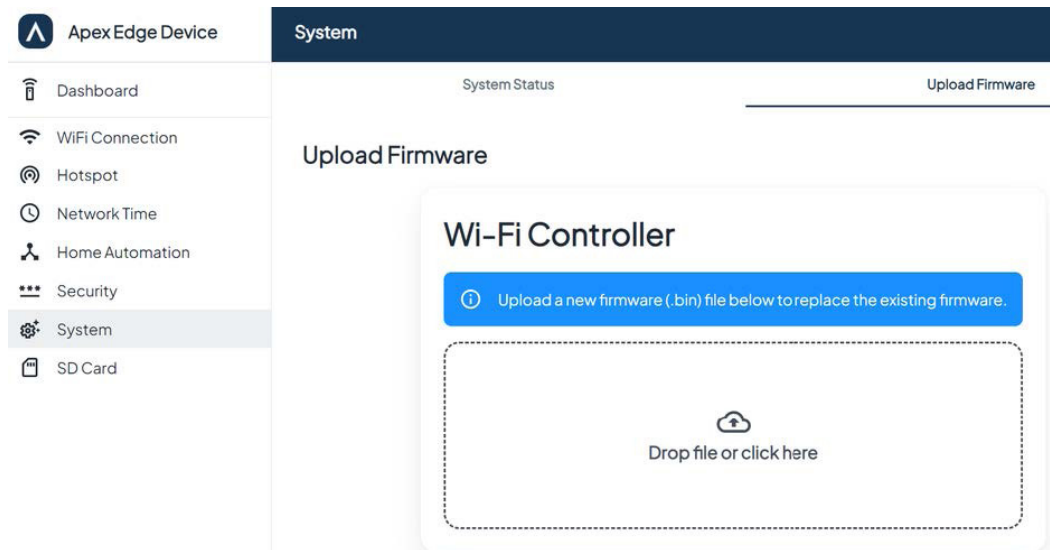 Apex Edge Device
System
Dashboard
WiFi Connection
Hotspot
Network Time
Home Automation
Security
System
SD Card
System Status
Upload Firmware
Upload Firmware
Wi-Fi Controller
Upload a new firmware (.bin) file below to replace the existing firmware.
Drop file or click here